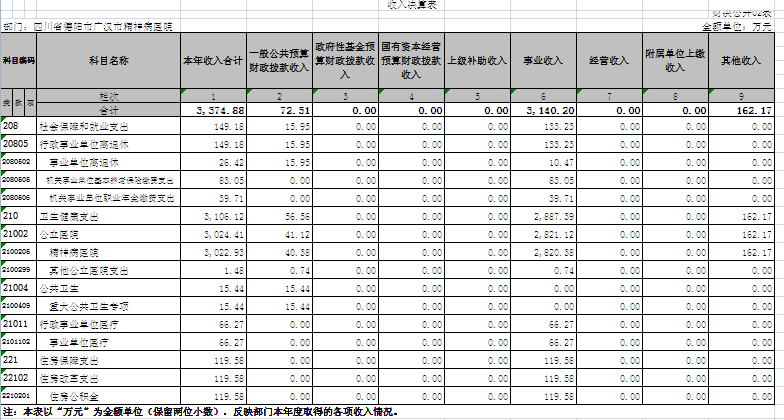 收入决算表
财决公开02表
部门：四川省德阳市广汉市精神病医院 金额单位：万元
科目编码 科目名称 本年收入合计 一般公共预算财政拨款收入 政府性基金预算财政拨款收入 国有资本经营预算财政拨款收入 上级补助收入 事业收入 经营收入 附属单位上缴收入 其他收入
类 款 项 栏次 1 2 3 4 5 6 7 8 9
合计 3,374.88 72.51 0.00 0.00 0.00 3,140.20 0.00 0.00 162.17
208 社会保障和就业支出 149.18 15.95 0.00 0.00 0.00 133.23 0.00 0.00 0.00
20805 行政事业单位离退休 149.18 15.95 0.00 0.00 0.00 133.23 0.00 0.00 0.00
2080502 事业单位离退休 26.42 15.95 0.00 0.00 0.00 10.47 0.00 0.00 0.00
2080505 机关事业单位基本养老保险缴费支出 83.05 0.00 0.00 0.00 0.00 83.05 0.00 0.00 0.00
2080506 机关事业单位职业年金缴费支出 39.71 0.00 0.00 0.00 0.00 39.71 0.00 0.00 0.00
210 卫生健康支出 3,106.12 56.56 0.00 0.00 0.00 2,887.39 0.00 0.00 162.17
21002 公立医院 3,024.41 41.12 0.00 0.00 0.00 2,821.12 0.00 0.00 162.17
2100205 精神病医院 3,022.93 40.38 0.00 0.00 0.00 2,820.38 0.00 0.00 162.17
2100299 其他公立医院支出 1.48 0.74 0.00 0.00 0.00 0.74 0.00 0.00 0.00
21004 公共卫生 15.44 15.44 0.00 0.00 0.00 0.00 0.00 0.00 0.00
2100409 重大公共卫生专项 15.44 15.44 0.00 0.00 0.00 0.00 0.00 0.00 0.00
21011 行政事业单位医疗 66.27 0.00 0.00 0.00 0.00 66.27 0.00 0.00 0.00
2101102 事业单位医疗 66.27 0.00 0.00 0.00 0.00 66.27 0.00 0.00 0.00
221 住房保障支出 119.58 0.00 0.00 0.00 0.00 119.58 0.00 0.00 0.00
22102 住房改革支出 119.58 0.00 0.00 0.00 0.00 119.58 0.00 0.00 0.00
2210201 住房公积金 119.58 0.00 0.00 0.00 0.00 119.58 0.00 0.00 0.00
注：本表以“万元”为金额单位（保留两位小数），反映部门本年度取得的各项收入情况。